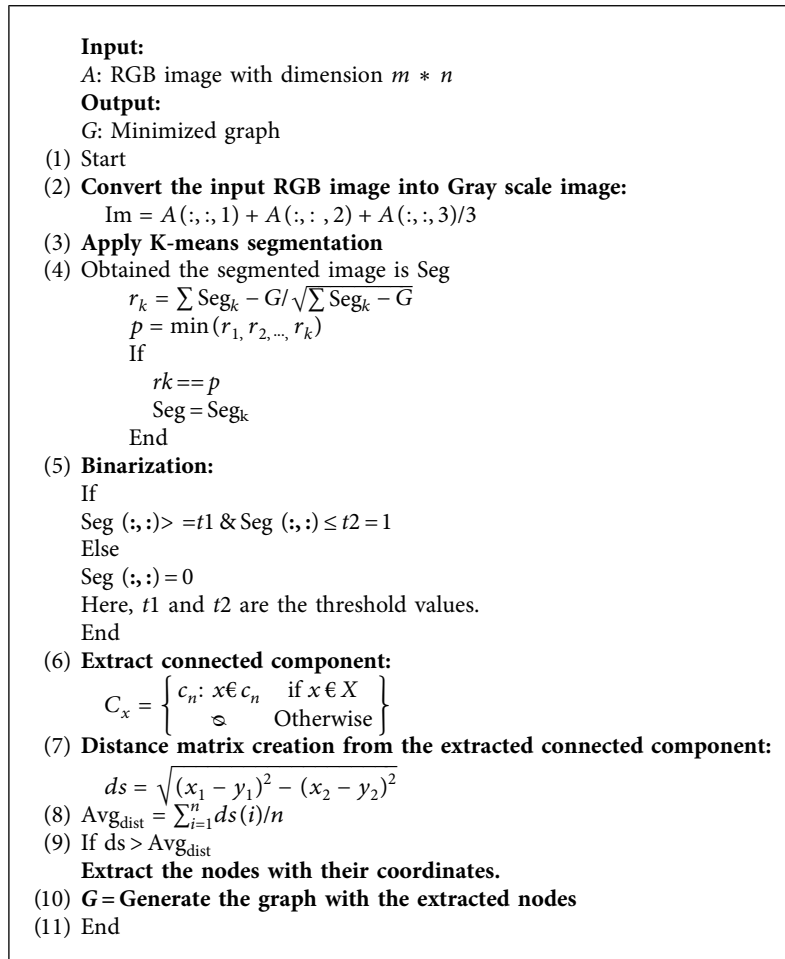 Input:
A: RGB image with dimension m * n
Output:
G: Minimized graph
(1) Start
(2) Convert the input RGB image into Gray scale image:
Im = A(:,:,1) + A(:,: ,2) + A(:,:,3)/3
(3) Apply K-means segmentation
(4) Obtained the segmented image is Seg
r_k = ∑ Seg_k − G/√(∑ Seg_k − G)
p = min (r_1, r_2,..., r_k)
If
rk == p
Seg = Seg_k
End
(5) Binarization:
If
Seg (:,:)> =t1 & Seg (:,:) ≤ t2 = 1
Else
Seg (:,:) = 0
Here, t1 and t2 are the threshold values.
End
(6) Extract connected component:
C_x = { c_n: x€ c_n if x € X
⦰ Otherwise }
(7) Distance matrix creation from the extracted connected component:
ds = √((x_1 − y_1)^2 − (x_2 − y_2)^2)
(8) Avg_dist = ∑_{i=1}^n ds(i)/n
(9) If ds > Avg_dist
Extract the nodes with their coordinates.
(10) G = Generate the graph with the extracted nodes
(11) End